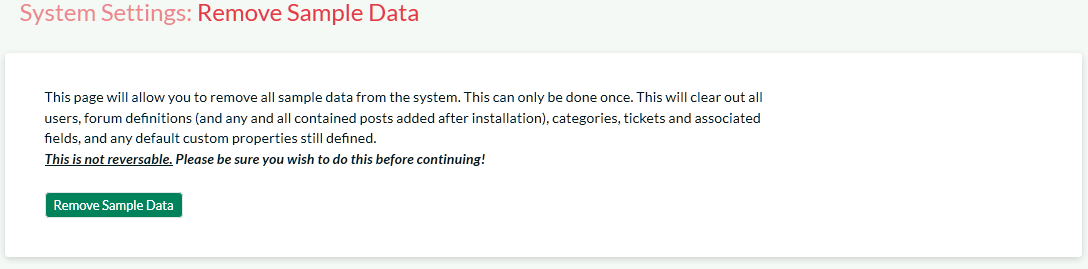 System Settings: Remove Sample Data
This page will allow you to remove all sample data from the system. This can only be done once. This will clear out all
users, forum definitions (and any and all contained posts added after installation), categories, tickets and associated
fields, and any default custom properties still defined.
This is not reversable. Please be sure you wish to do this before continuing!
Remove Sample Data